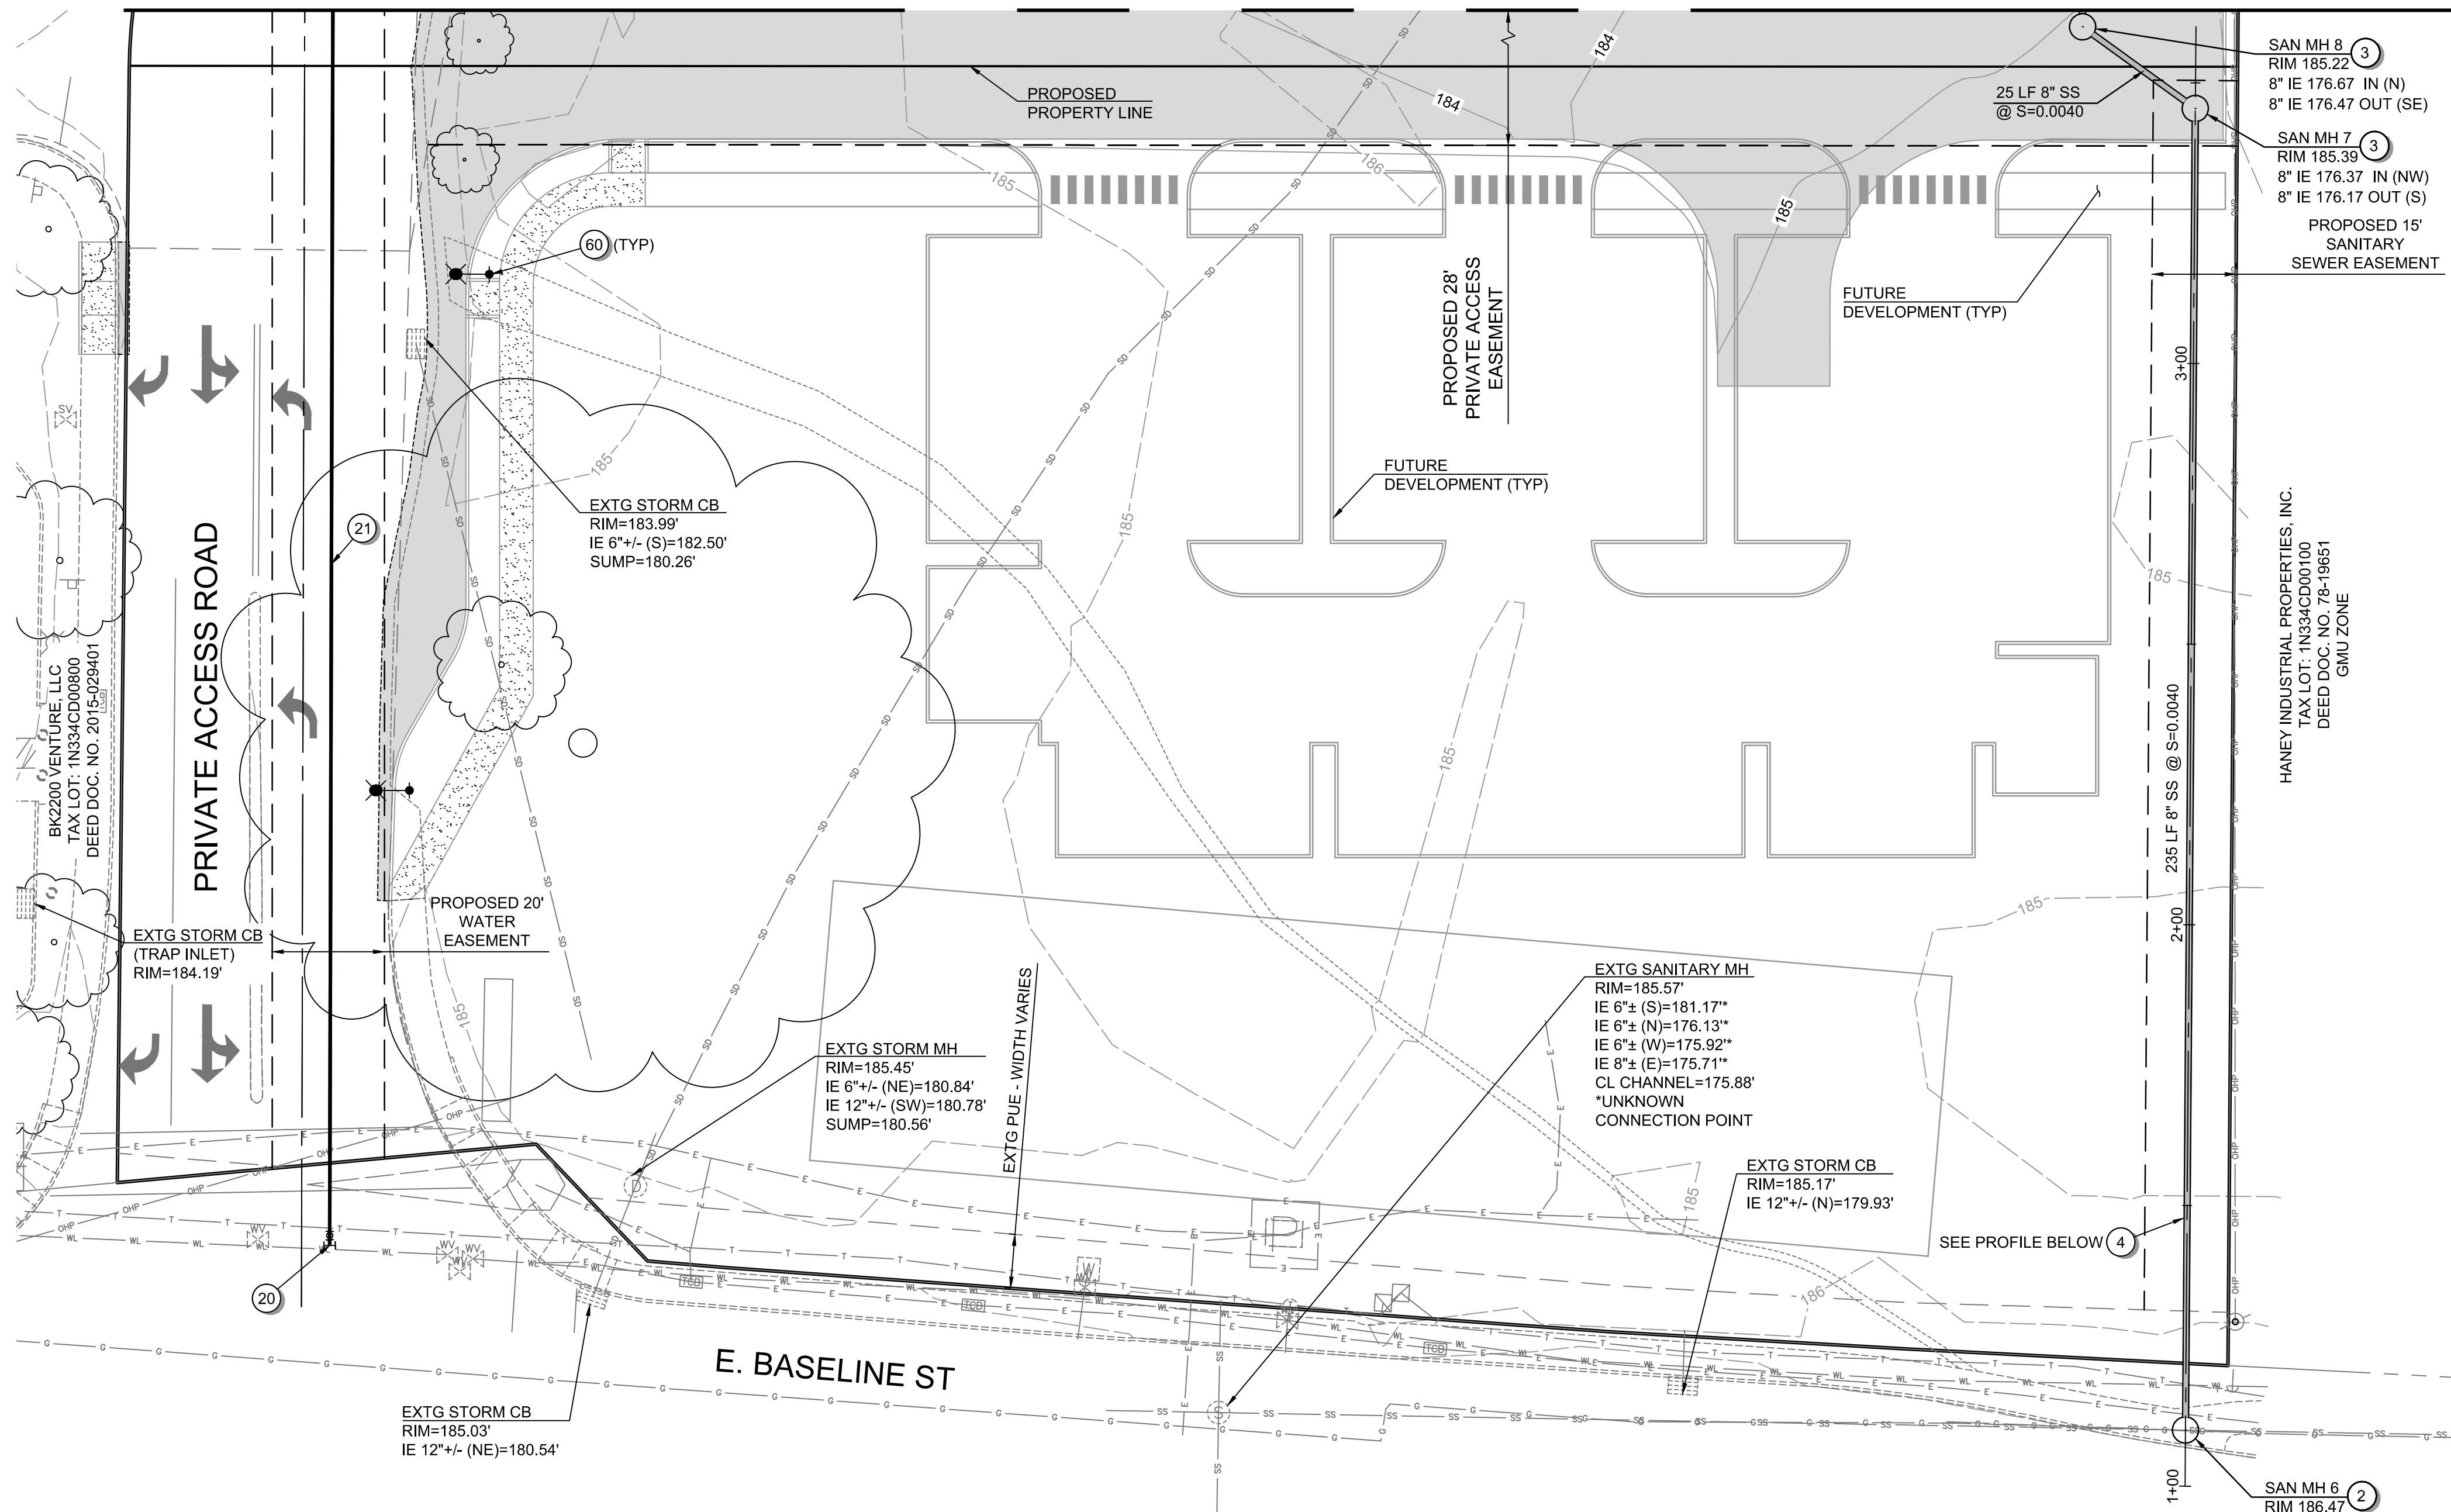 SAN MH 8
3
RIM 185.22
8" IE 176.67 IN (N)
8" IE 176.47 OUT (SE)
25 LF 8" SS
@ S=0.0040
SAN MH 7
3
RIM 185.39
8" IE 176.37 IN (NW)
8" IE 176.17 OUT (S)
PROPOSED 15'
SANITARY
SEWER EASEMENT
PROPOSED
PROPERTY LINE
184
184
185
186
185
60 (TYP)
FUTURE
DEVELOPMENT (TYP)
PROPOSED 28'
PRIVATE ACCESS
EASEMENT
3+00
FUTURE
DEVELOPMENT (TYP)
185
185
185
EXTG STORM CB
RIM=183.99'
IE 6"+/- (S)=182.50'
SUMP=180.26'
21
PRIVATE ACCESS ROAD
BK2200 VENTURE, LLC
TAX LOT: 1N334CD00800
DEED DOC. NO. 2015-029401
HANEY INDUSTRIAL PROPERTIES, INC.
TAX LOT: 1N334CD00100
DEED DOC. NO. 78-19651
GMU ZONE
235 LF 8" SS @ S=0.0040
2+00
185
185
PROPOSED 20'
WATER
EASEMENT
EXTG STORM CB
(TRAP INLET)
RIM=184.19'
185
EXTG PUE - WIDTH VARIES
EXTG STORM MH
RIM=185.45'
IE 6"+/- (NE)=180.84'
IE 12"+/- (SW)=180.78'
SUMP=180.56'
EXTG SANITARY MH
RIM=185.57'
IE 6"± (S)=181.17'*
IE 6"± (N)=176.13'*
IE 6"± (W)=175.92'*
IE 8"± (E)=175.71'*
CL CHANNEL=175.88'
*UNKNOWN
CONNECTION POINT
EXTG STORM CB
RIM=185.17'
IE 12"+/- (N)=179.93'
185
SEE PROFILE BELOW 4
186
20
E. BASELINE ST
EXTG STORM CB
RIM=185.03'
IE 12"+/- (NE)=180.54'
1+00
SAN MH 6
2
RIM 186.47